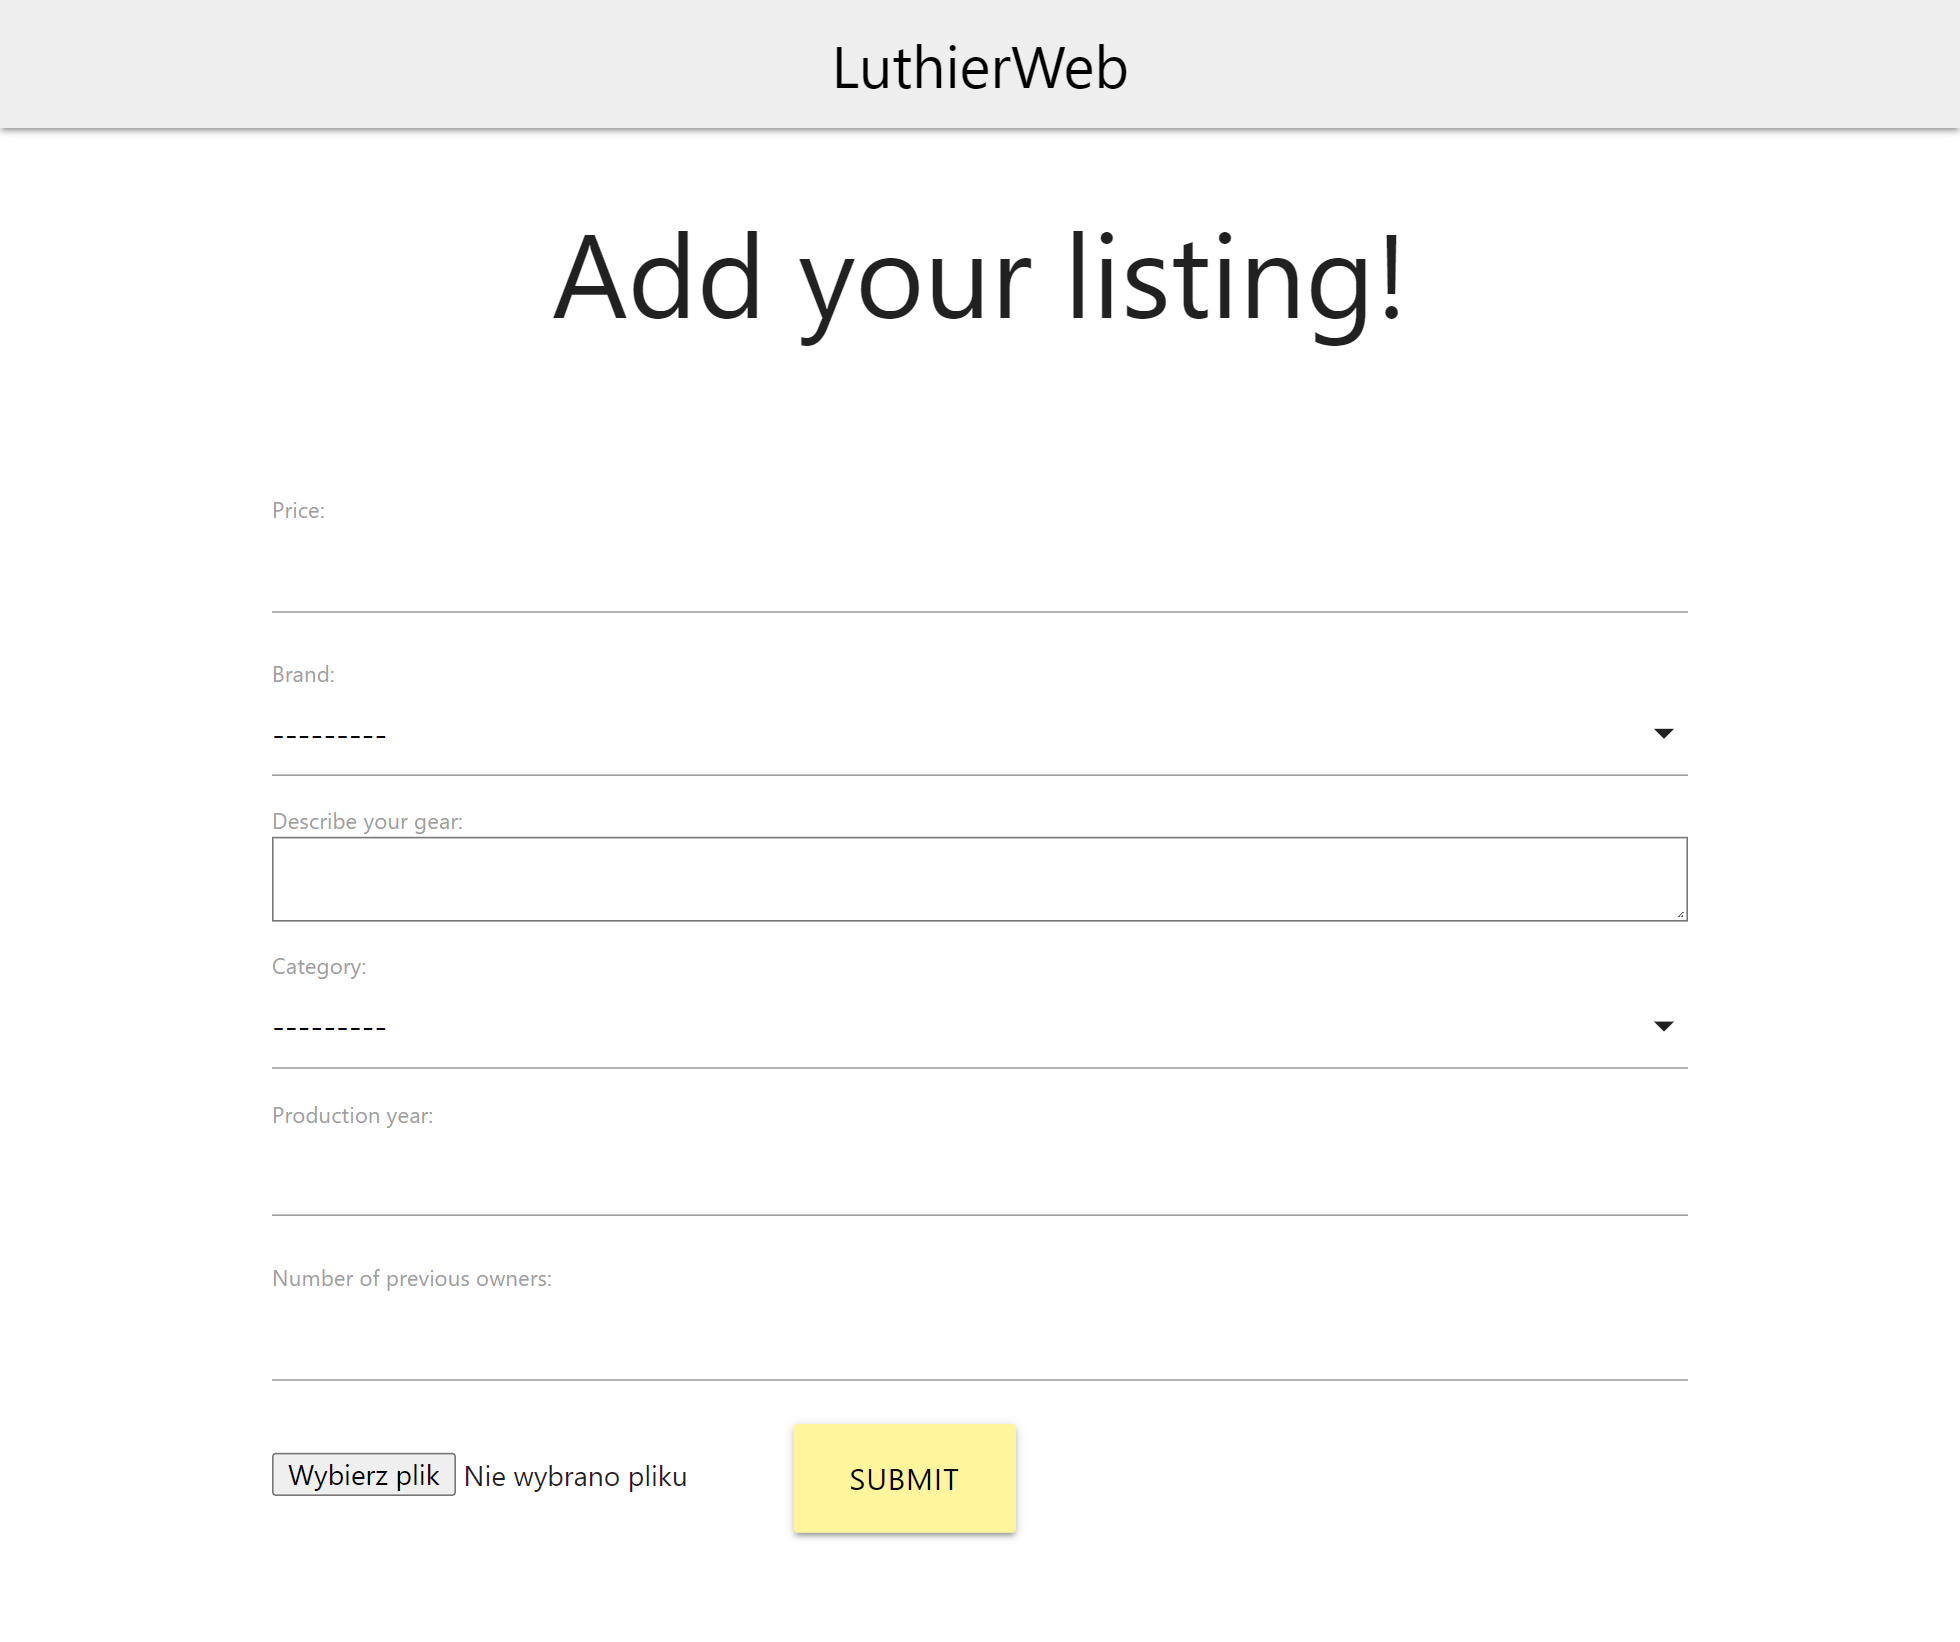 LuthierWeb
Add your listing!
Price:
Brand:
---------
Describe your gear:
Category:
---------
Production year:
Number of previous owners:
Wybierz plik Nie wybrano pliku
SUBMIT